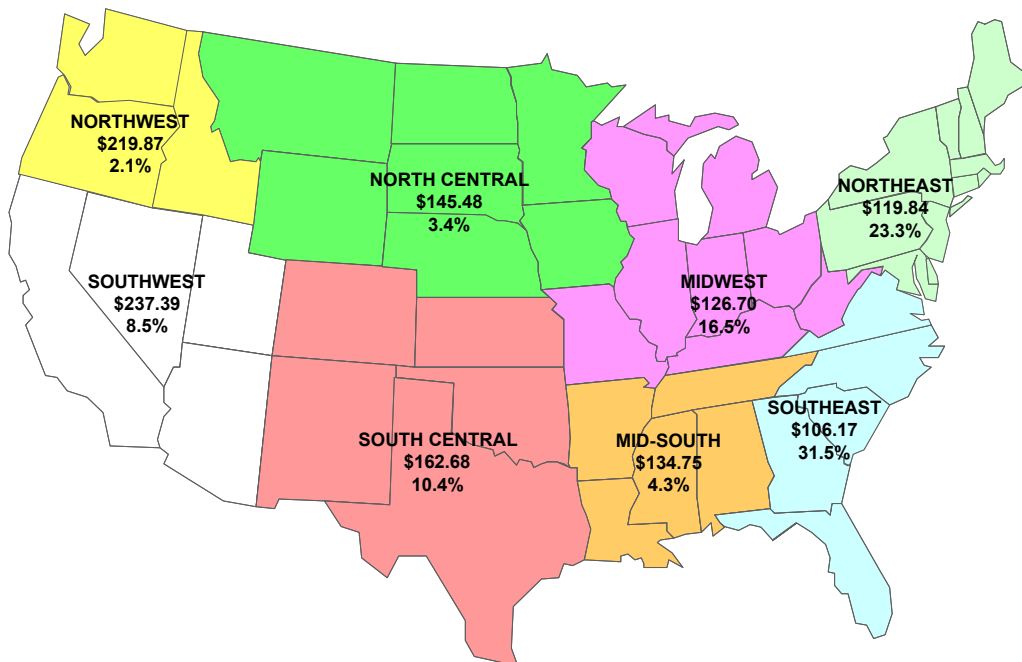 NORTHWEST
$219.87
2.1%
NORTH CENTRAL
$145.48
3.4%
NORTHEAST
$119.84
23.3%
SOUTHWEST
$237.39
8.5%
MIDWEST
$126.70
16.5%
SOUTHEAST
$106.17
31.5%
SOUTH CENTRAL
$162.68
10.4%
MID-SOUTH
$134.75
4.3%